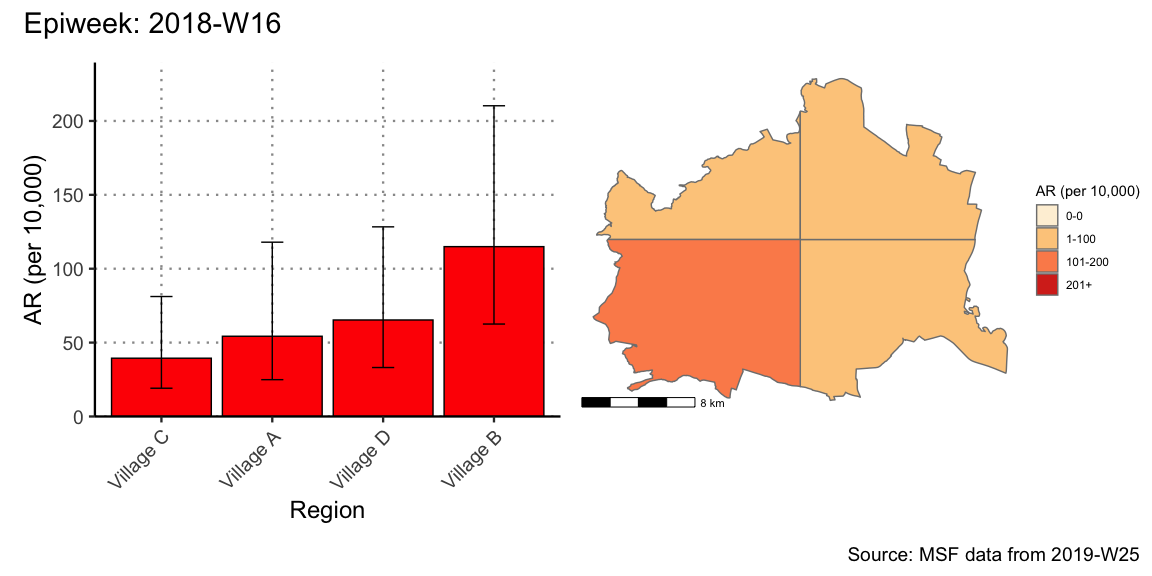 Epiweek: 2018-W16
AR (per 10,000)
200
150
100
50
0
Village C
Village A
Village D
Village B
Region
8 km
AR (per 10,000)
0-0
1-100
101-200
201+
Source: MSF data from 2019-W25